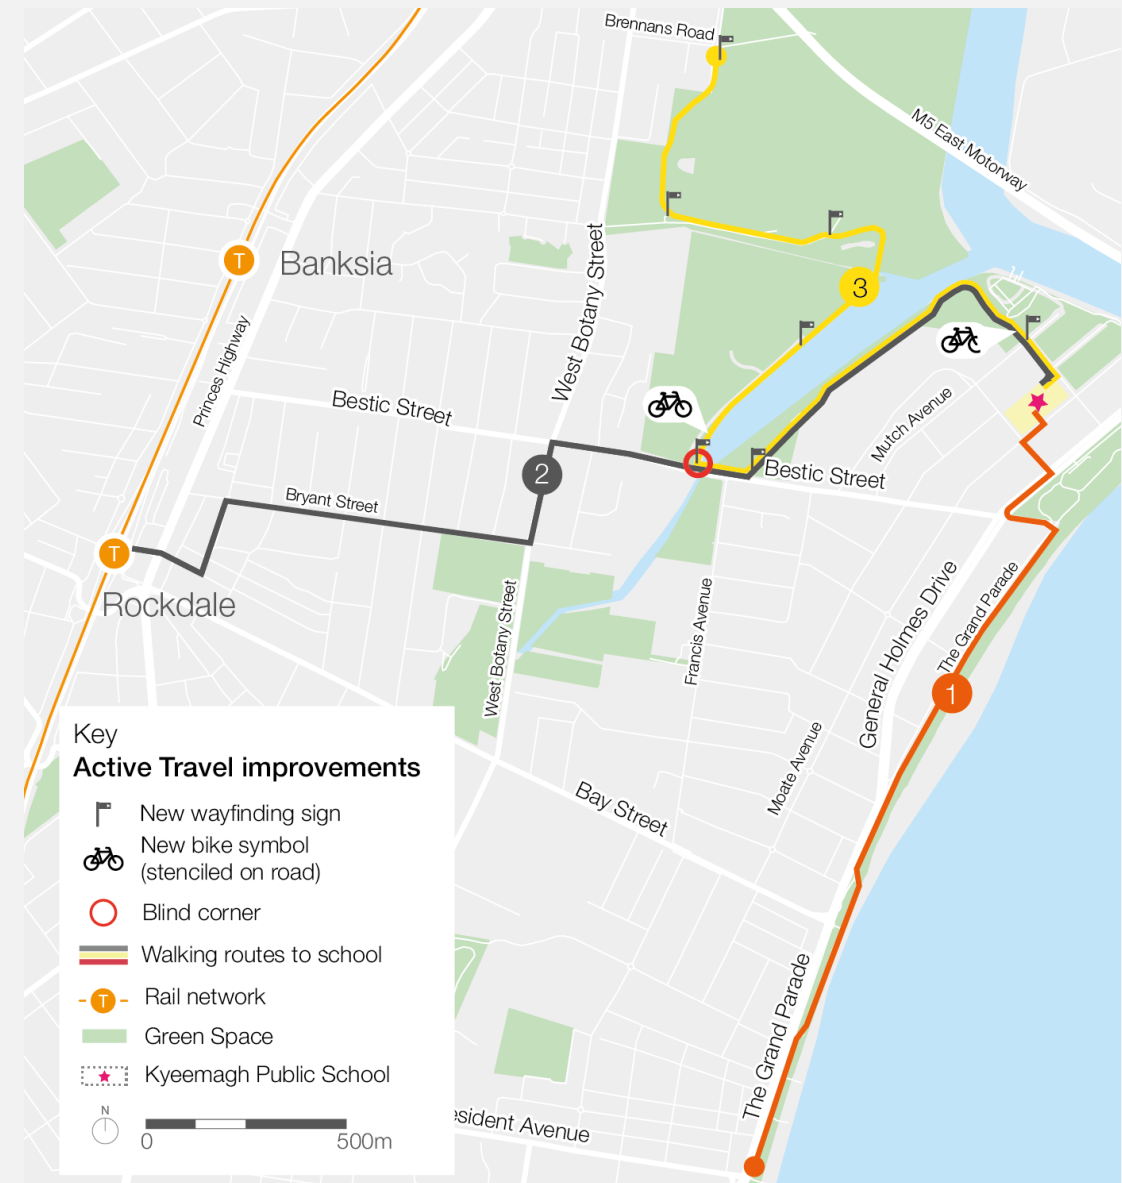 Brennans Road
M5 East Motorway
T
Banksia
West Botany Street
3
Princes Highway
Bestic Street
Mutch Avenue
2
Bestic Street
Bryant Street
T
Rockdale
General Holmes Drive
The Grand Parade
Francis Avenue
West Botany Street
1
Moate Avenue
Bay Street
The Grand Parade
esident Avenue
Key
Active Travel improvements
New wayfinding sign
New bike symbol
(stenciled on road)
Blind corner
Walking routes to school
T
Rail network
Green Space
Kyeemagh Public School
N
0
500m